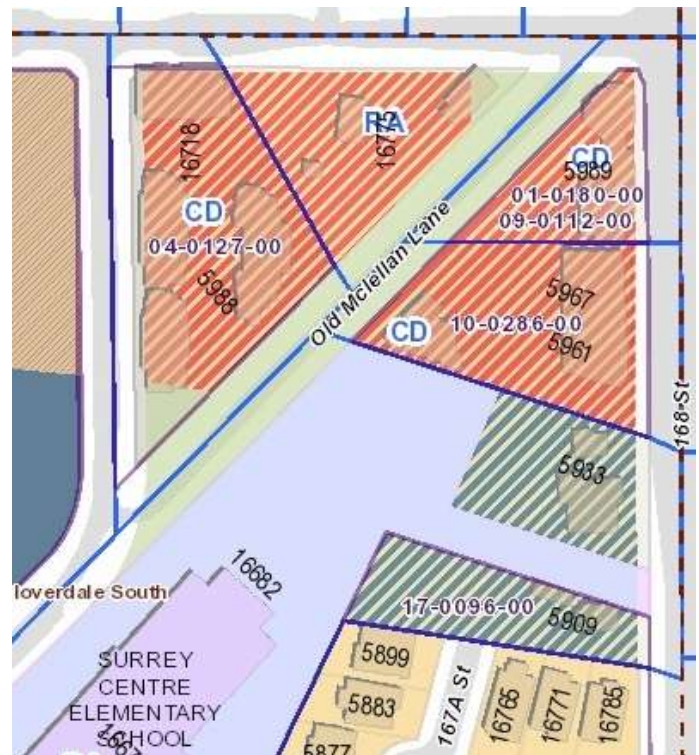 16718
RA
16775
CD
5989
01-0180-00
09-0112-00
CD
04-0127-00
5988
Old Mclellan Lane
5967
10-0286-00
CD
5961
168 St
5933
16682
loverdale South
17-0096-00
5909
SURREY
CENTRE
ELEMENTARY
SCHOOL
5899
5883
5877
167A St
16765
16771
16785